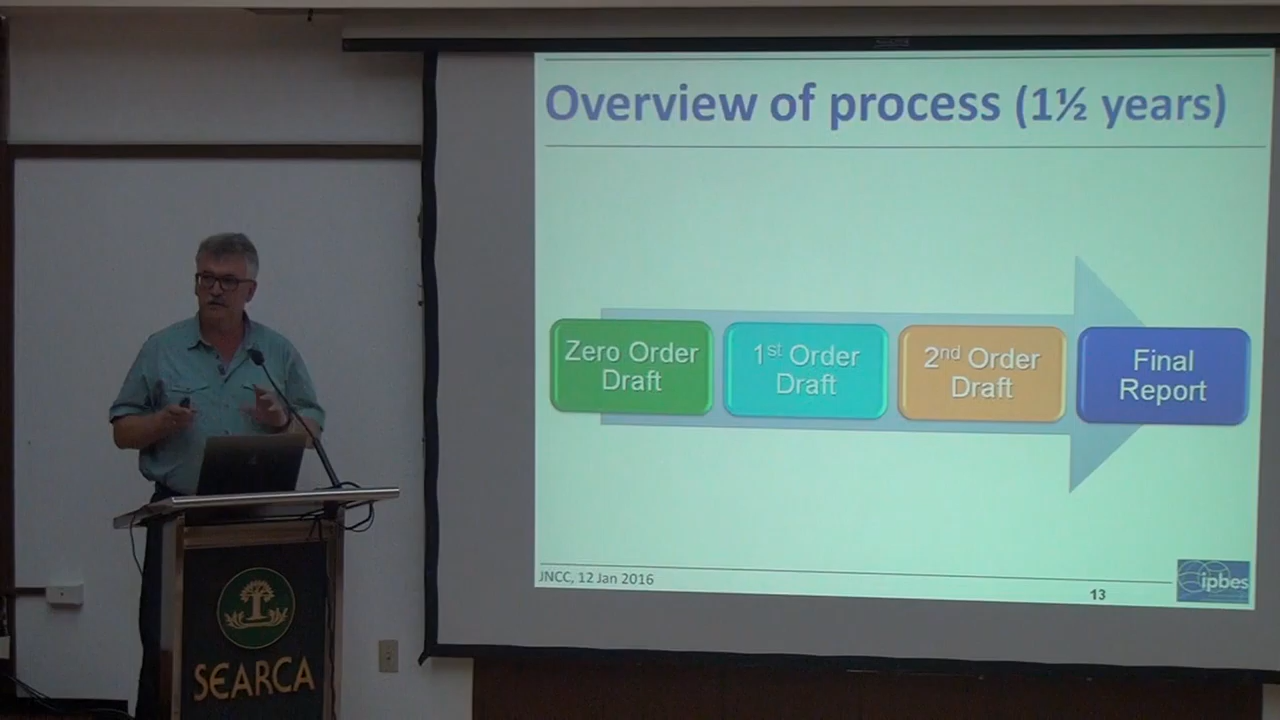 Overview of process (1½ years)
Zero Order
Draft
1st Order
Draft
2nd Order
Draft
Final
Report
JNCC, 12 Jan 2016
13
ipbes
SEARCA